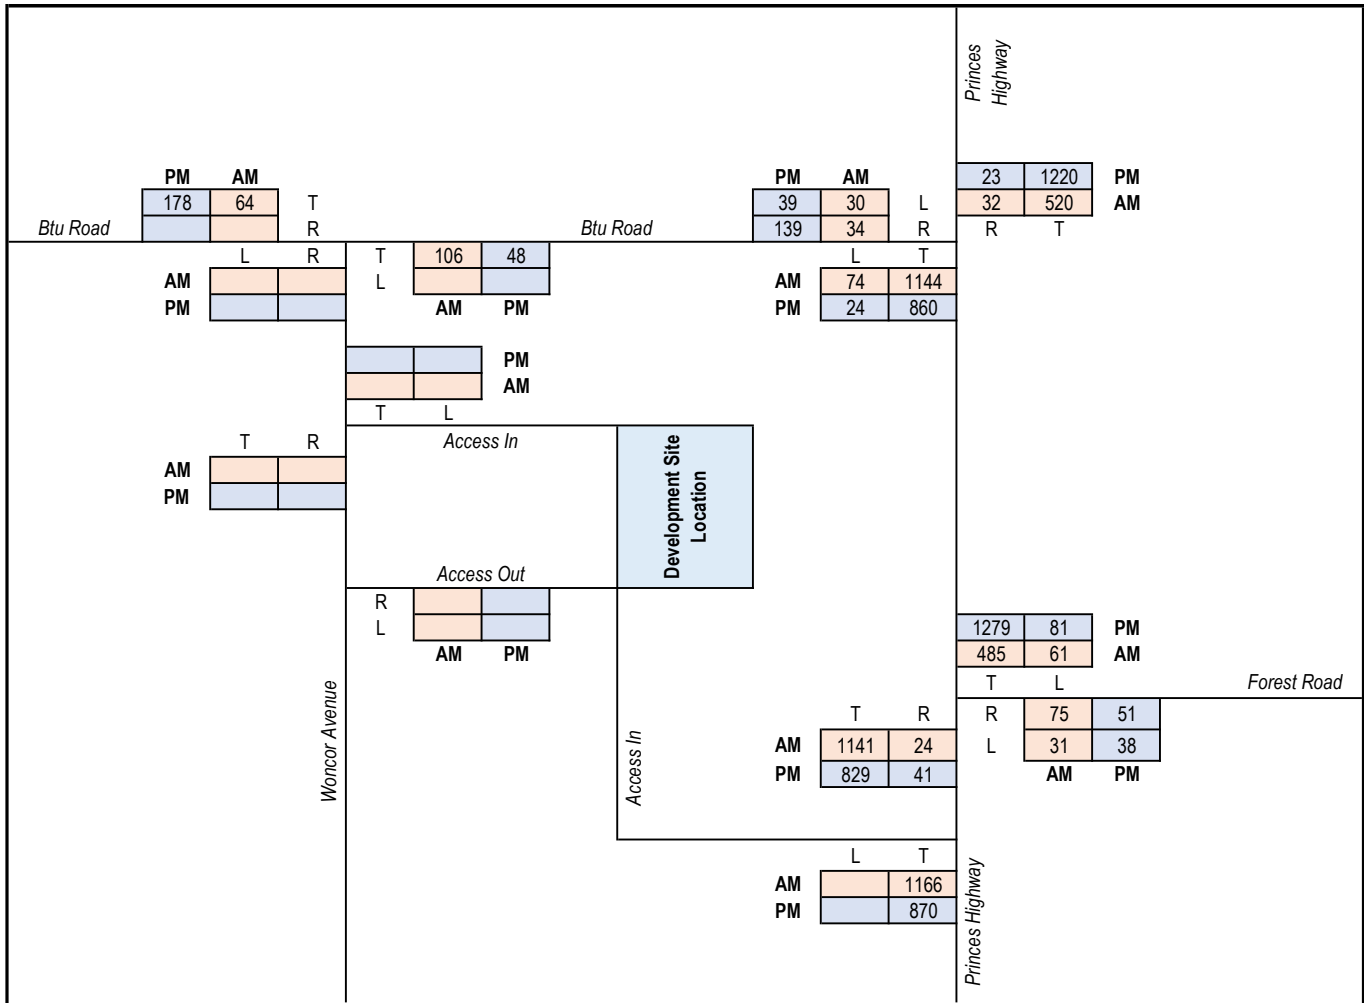 Princes
Highway
PM AM
178 64 T
Btu Road R
L R T 106 48
AM L
PM AM PM
PM AM
39 30 L
Btu Road 139 34 R
L T
AM 74 1144
PM 24 860
23 1220 PM
32 520 AM
R T
PM
AM
T L
Access In
T R
AM
PM
Development Site
Location
Access Out
R
L
AM PM
Woncor Avenue
Access In
1279 81 PM
485 61 AM
T L
Forest Road
T R
AM 1141 24
PM 829 41
R 75 51
L 31 38
AM PM
L T
AM 1166
PM 870
Princes Highway